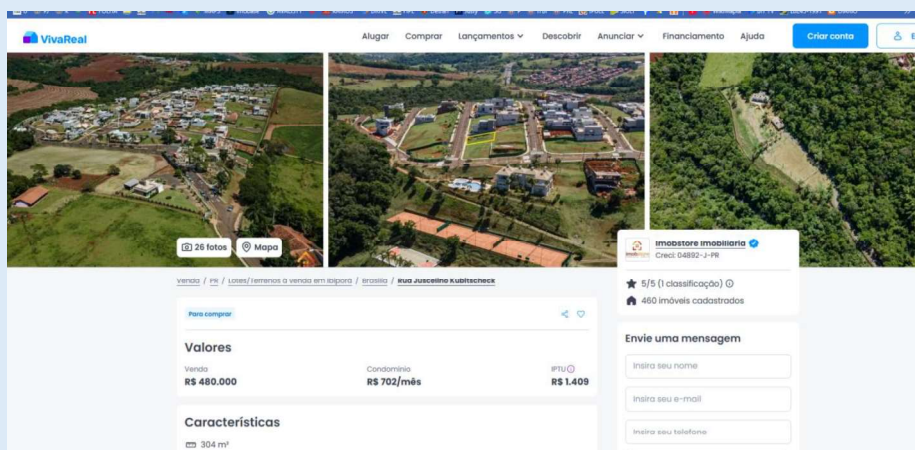 VivaReal
Alugar Comprar Lançamentos Descobrir Anunciar Financiamento Ajuda Criar conta
26 fotos Mapa
Imobstore Imobiliária
Creci: 04892-J-PR
5/5 (1 classificação)
460 imóveis cadastrados
Venda / PR / Lotes/Terrenos à venda em Ibiporã / Brasília / Rua Juscelino Kubitscheck
Para comprar
Valores
Venda Condomínio IPTU
R$ 480.000 R$ 702/mês R$ 1.409
Características
304 m²
Envie uma mensagem
Insira seu nome
Insira seu e-mail
Insira seu telefone